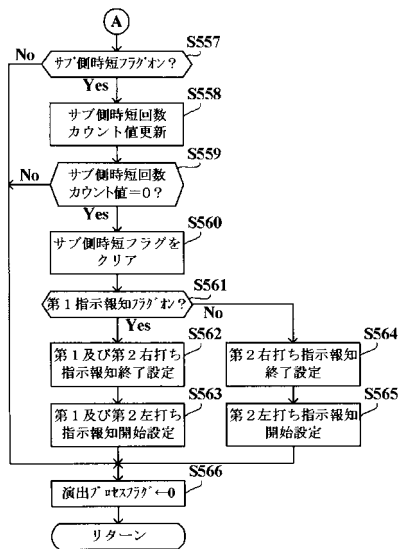 A
S557
No
サブ側時短フラグオン？
Yes
S558
サブ側時短回数
カウント値更新
S559
No
サブ側時短回数
カウント値＝0？
Yes
S560
サブ側時短フラグを
クリア
S561
第1指示報知フラグオン？
No
Yes
S562
第1及び第2右打ち
指示報知終了設定
S564
第2右打ち指示報知
終了設定
S563
第1及び第2左打ち
指示報知開始設定
S565
第2左打ち指示報知
開始設定
S566
演出プロセスフラグ←0
リターン